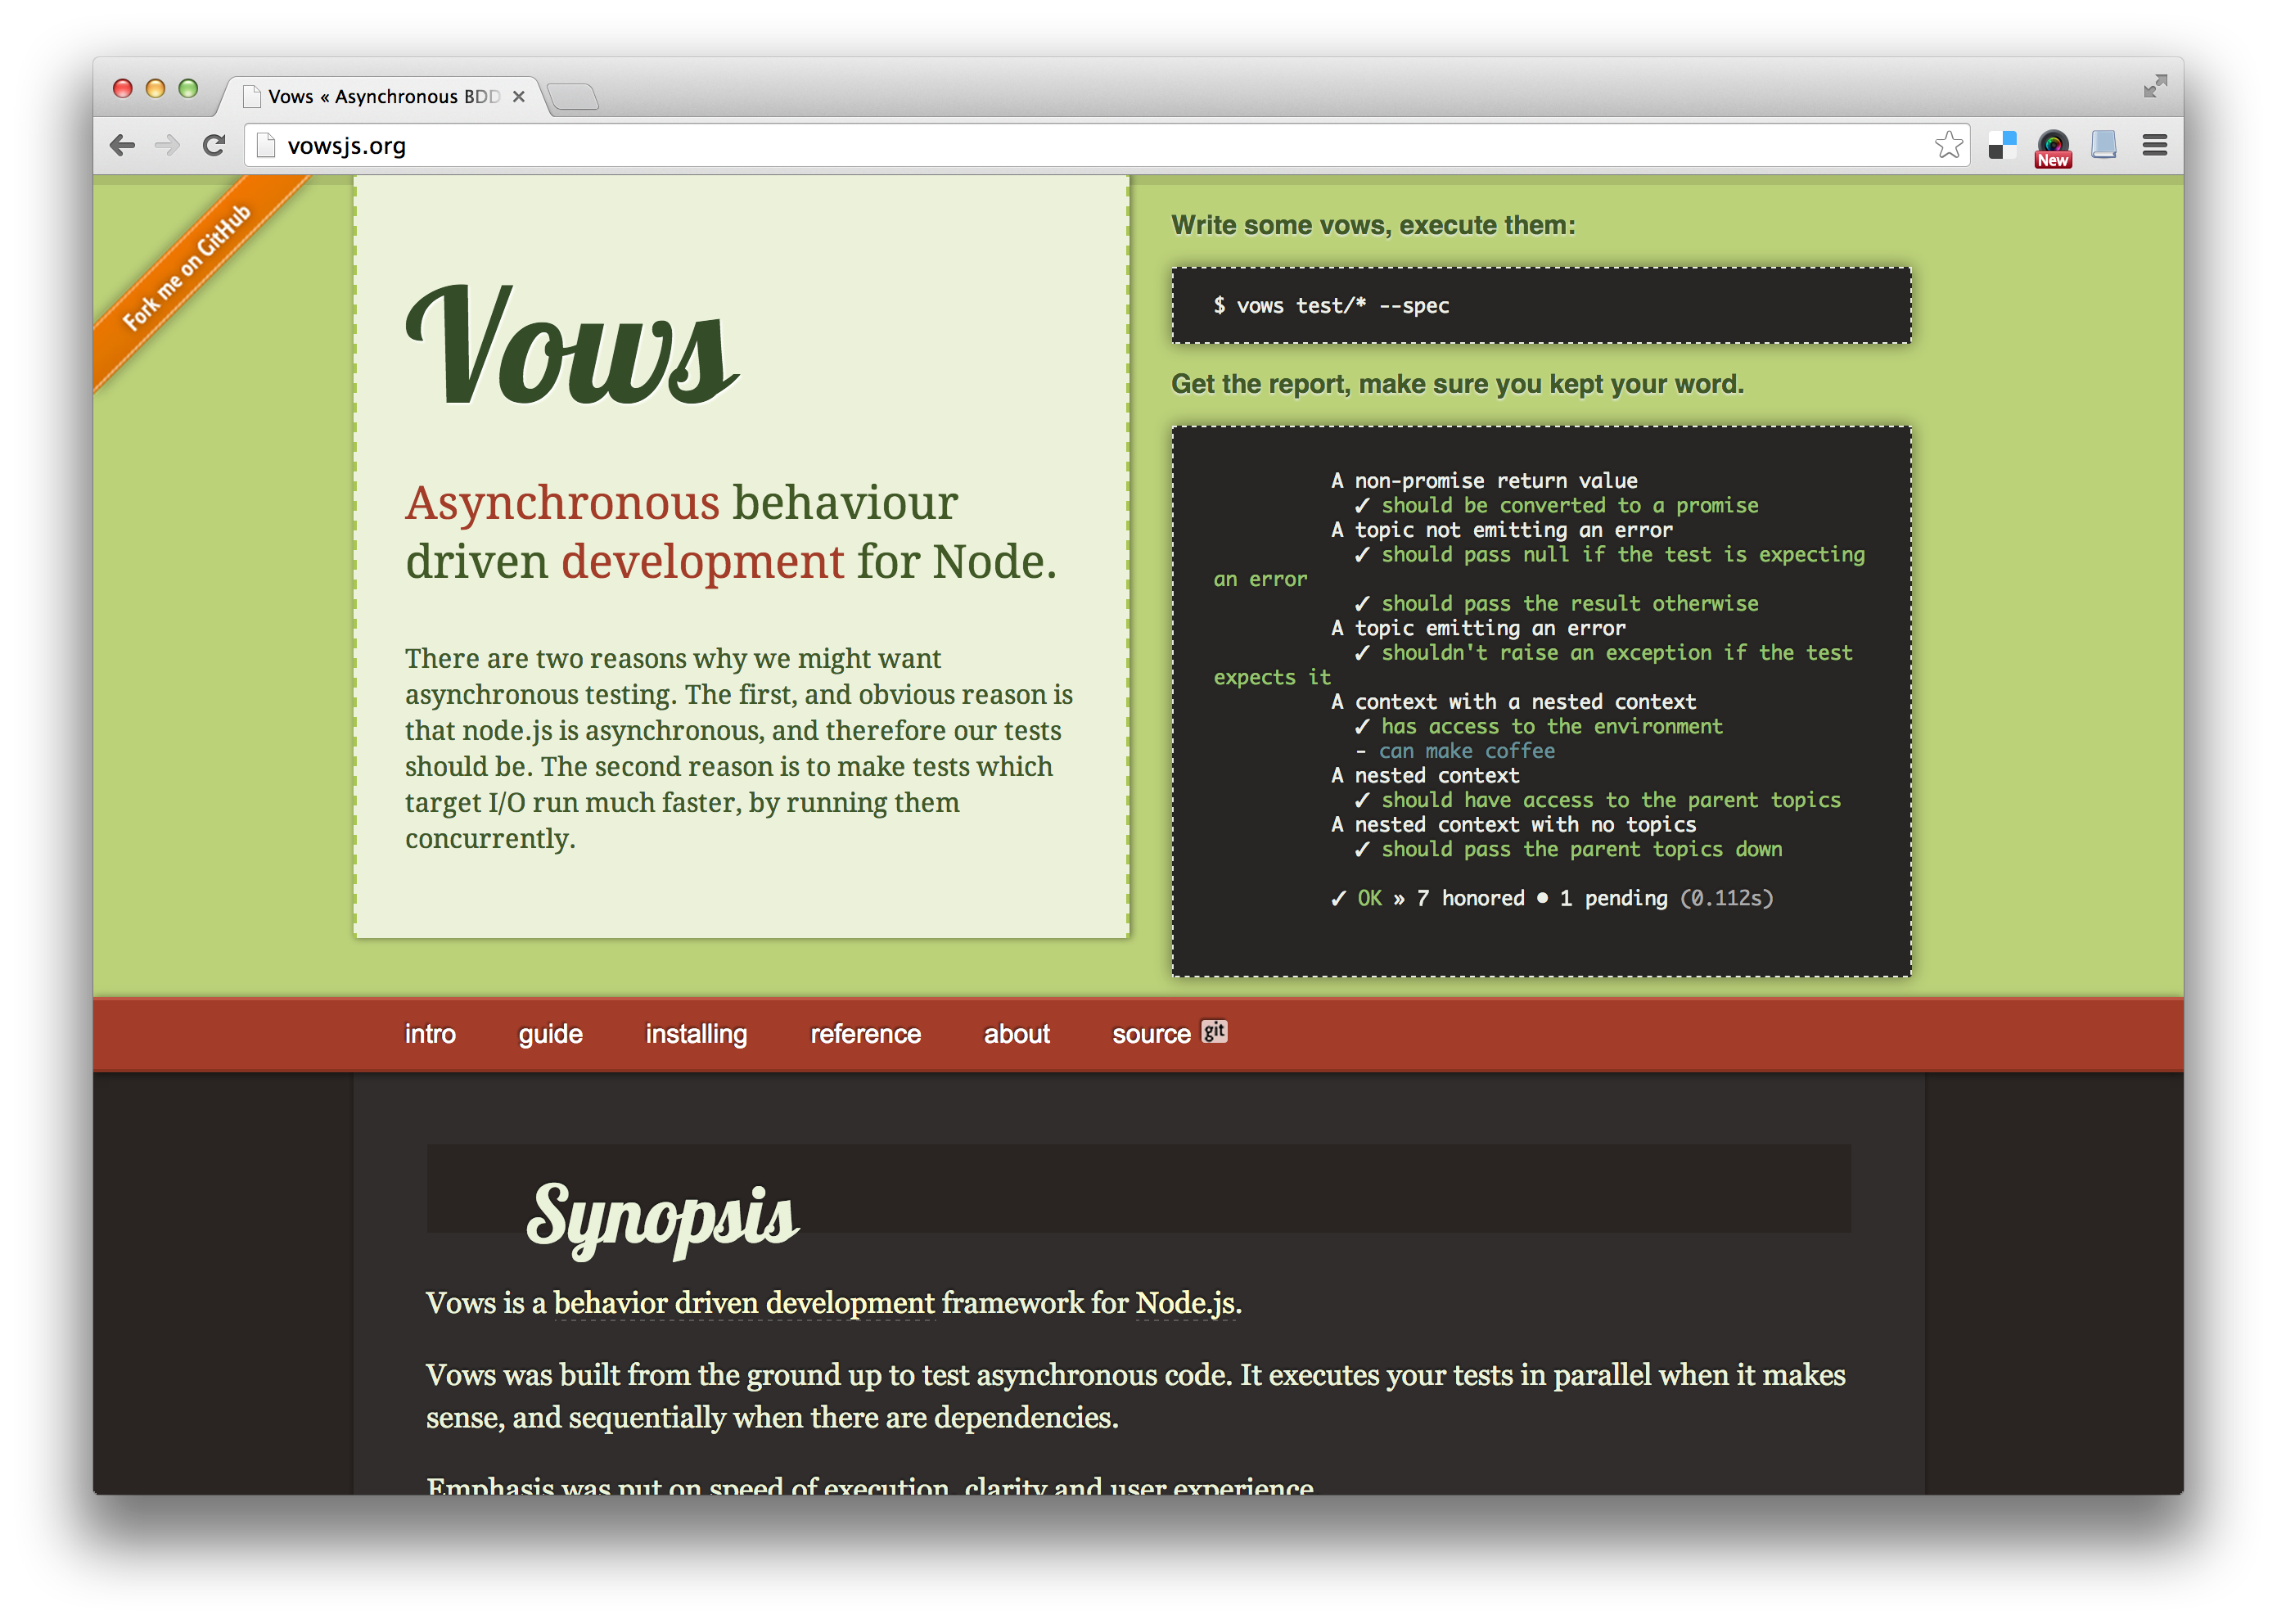 Vows « Asynchronous BDD
vowsjs.org
New
Fork me on GitHub
Vows
Asynchronous behaviour
driven development for Node.
There are two reasons why we might want
asynchronous testing. The first, and obvious reason is
that node.js is asynchronous, and therefore our tests
should be. The second reason is to make tests which
target I/O run much faster, by running them
concurrently.
Write some vows, execute them:
$ vows test/* --spec
Get the report, make sure you kept your word.
A non-promise return value
✓ should be converted to a promise
A topic not emitting an error
✓ should pass null if the test is expecting
an error
✓ should pass the result otherwise
A topic emitting an error
✓ shouldn't raise an exception if the test
expects it
A context with a nested context
✓ has access to the environment
- can make coffee
A nested context
✓ should have access to the parent topics
A nested context with no topics
✓ should pass the parent topics down
✓ OK » 7 honored • 1 pending (0.112s)
intro guide installing reference about source git
Synopsis
Vows is a behavior driven development framework for Node.js.
Vows was built from the ground up to test asynchronous code. It executes your tests in parallel when it makes
sense, and sequentially when there are dependencies.
Emphasis was put on speed of execution, clarity and user experience